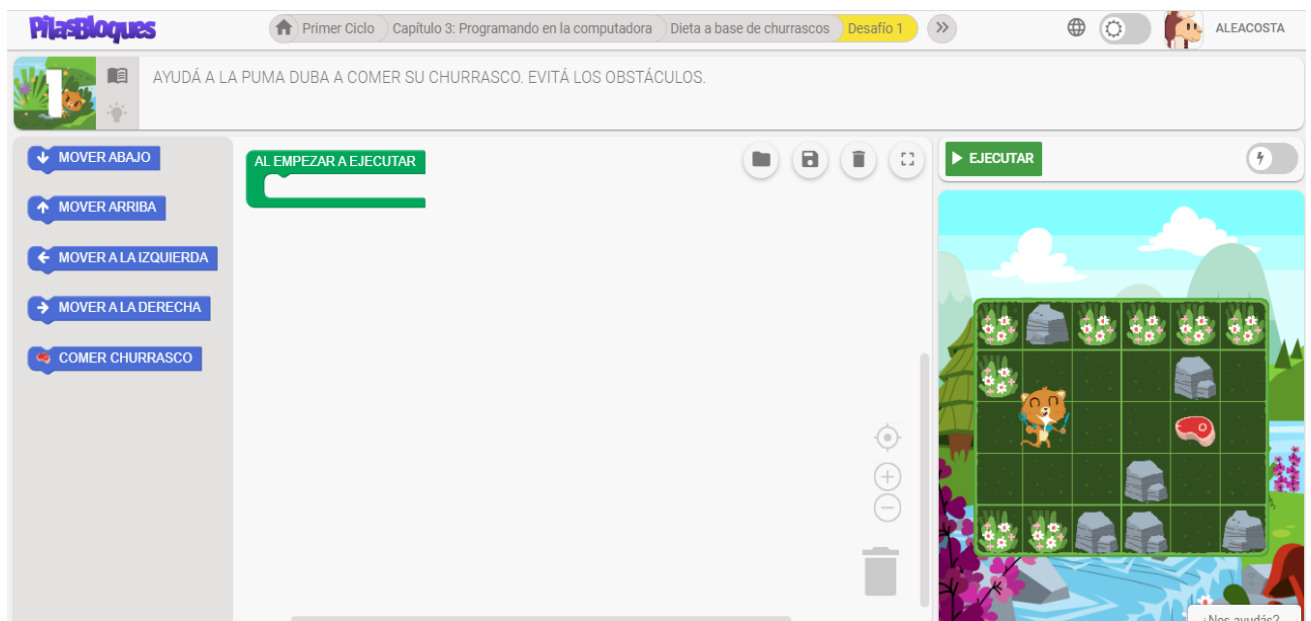 PilasBloques
Primer Ciclo
Capítulo 3: Programando en la computadora
Dieta a base de churrascos
Desafío 1
ALEACOSTA
1
AYUDÁ A LA PUMA DUBA A COMER SU CHURRASCO. EVITÁ LOS OBSTÁCULOS.
MOVER ABAJO
MOVER ARRIBA
MOVER A LA IZQUIERDA
MOVER A LA DERECHA
COMER CHURRASCO
AL EMPEZAR A EJECUTAR
EJECUTAR
¿Nos ayudás?